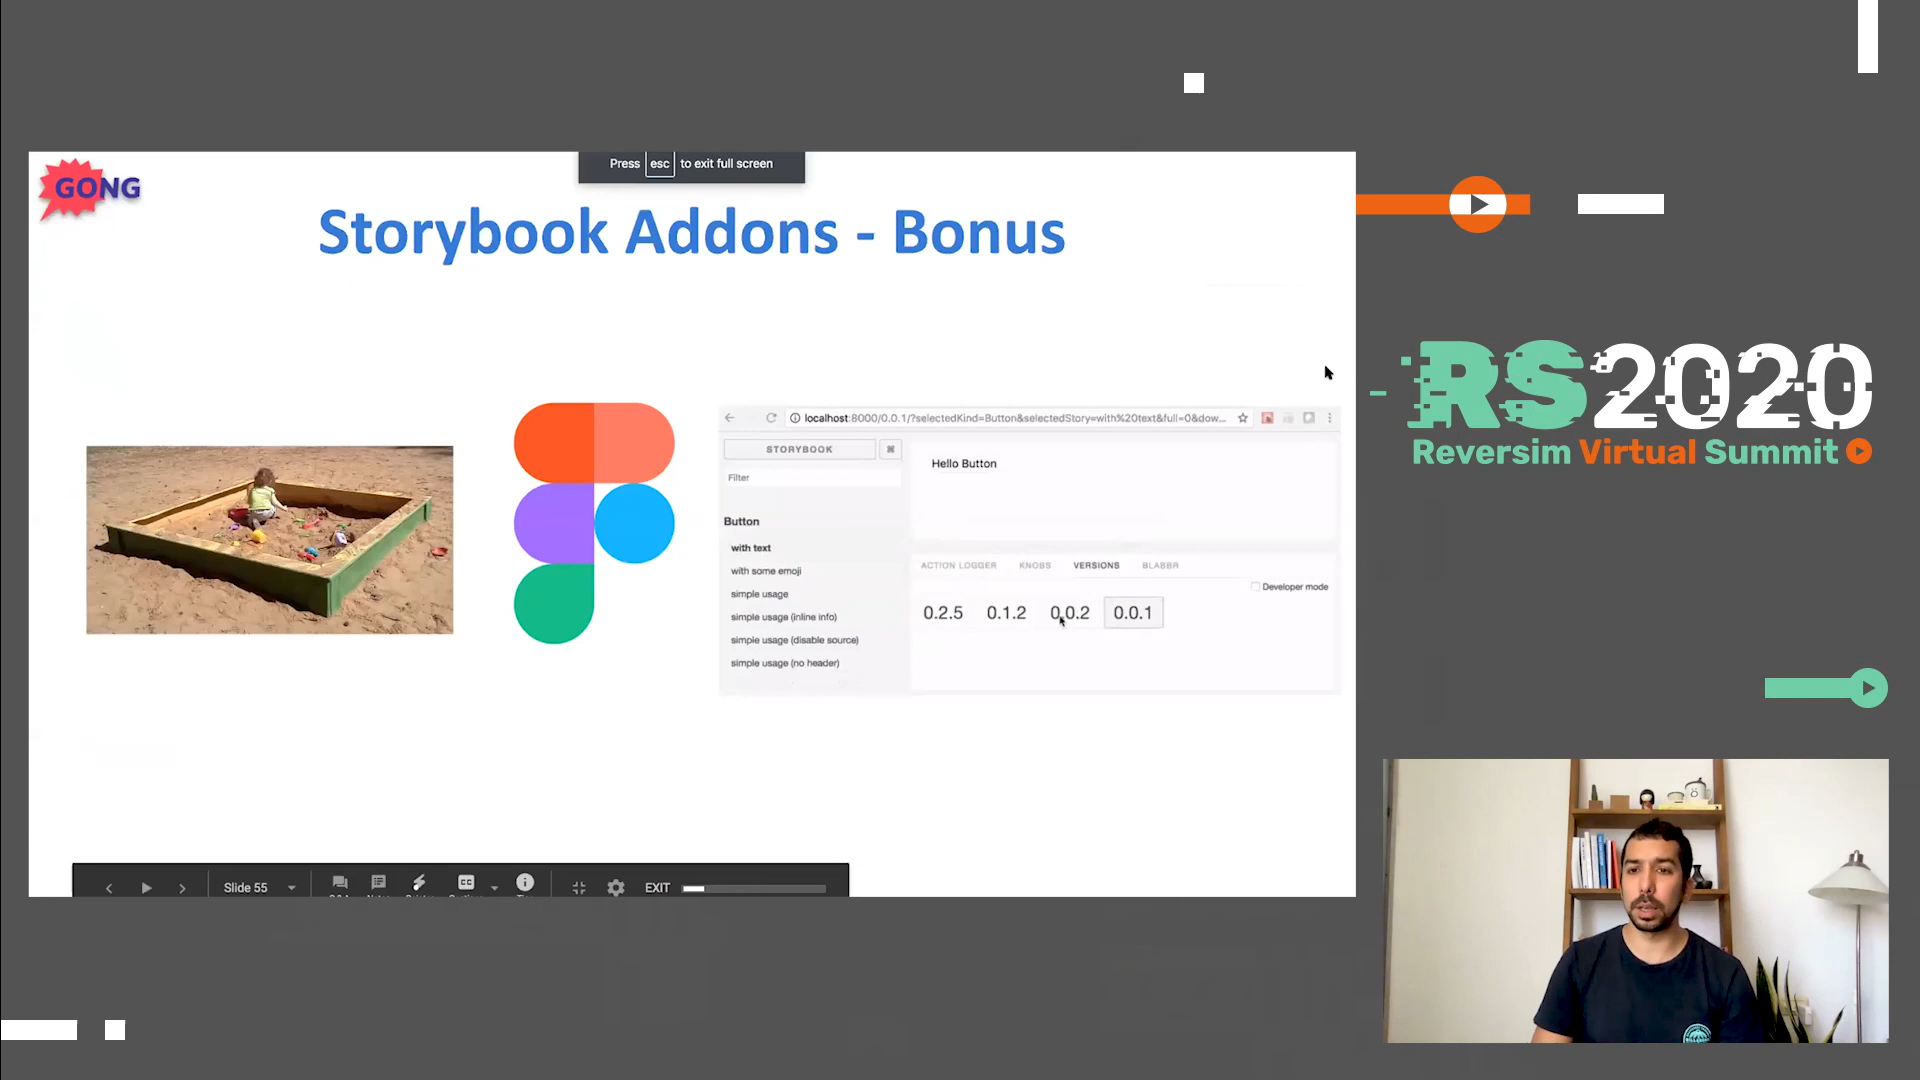 GONG
Press esc to exit full screen
Storybook Addons - Bonus
localhost:8000/0.0.1/?selectedKind=Button&selectedStory=with%20text&full=0&dow...
STORYBOOK
⌘
Filter
Button
with text
with some emoji
simple usage
simple usage (inline info)
simple usage (disable source)
simple usage (no header)
Hello Button
ACTION LOGGER KNOBS VERSIONS BLABBR
Developer mode
0.2.5 0.1.2 0.0.2 0.0.1
Slide 55
CC
EXIT
RS2020
Reversim Virtual Summit